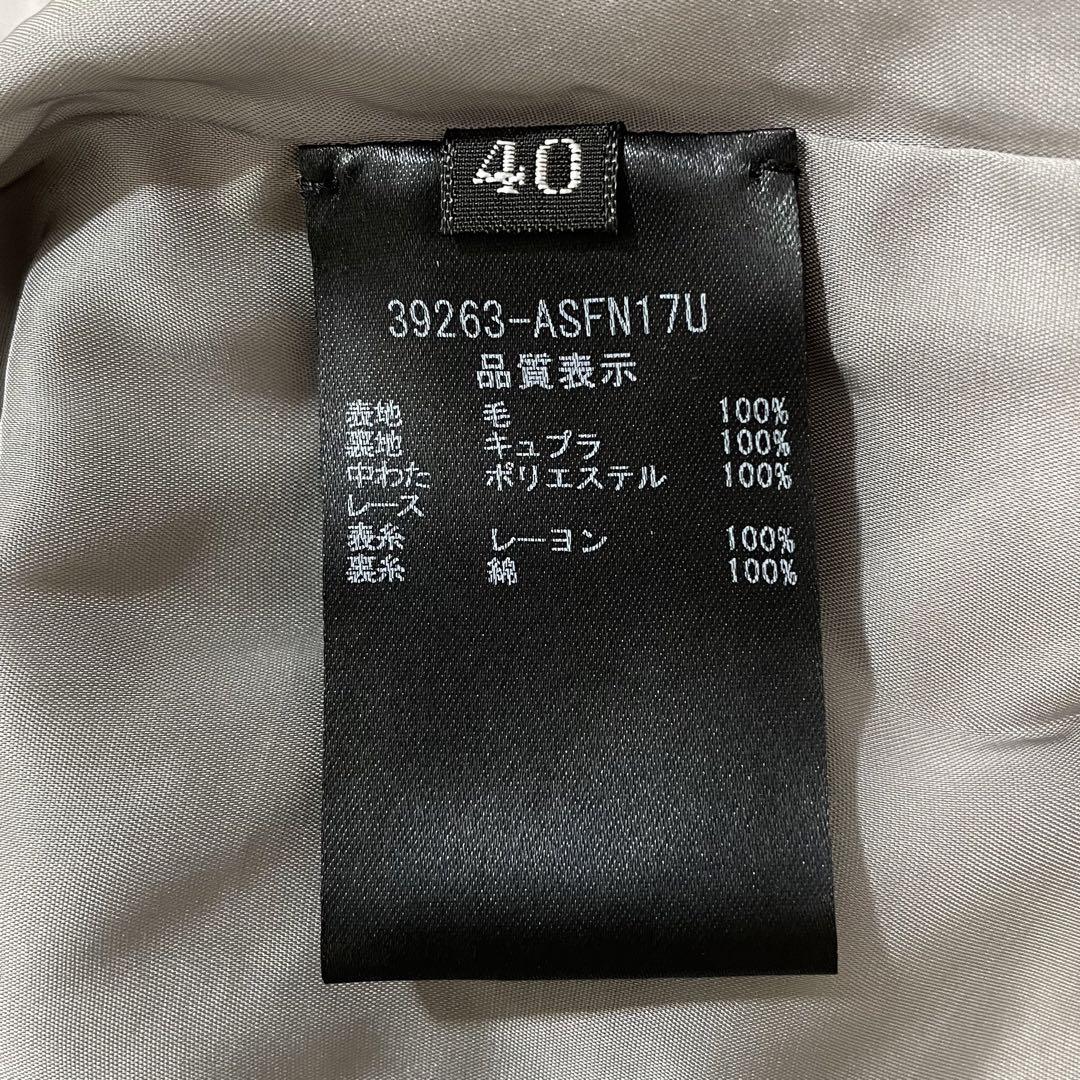 40
39263-ASFN17U
品質表示
表地 毛 100%
裏地 キュプラ 100%
中わた ポリエステル 100%
レース
表糸 レーヨン 100%
裏糸 綿 100%